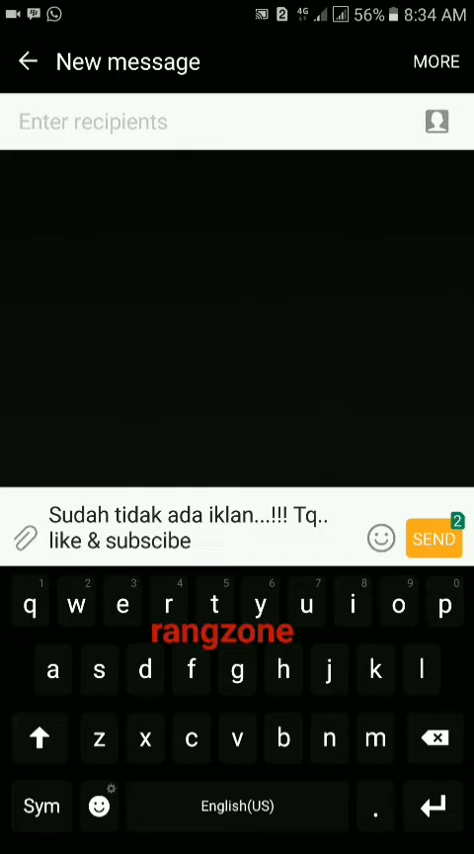 4G 56% 8:34 AM
New message MORE
Enter recipients
Sudah tidak ada iklan...!!! Tq..
like & subscibe
2
SEND
1 2 3 4 5 6 7 8 9 0
q w e r t y u i o p
rangzone
a s d f g h j k l
z x c v b n m
Sym English(US) .